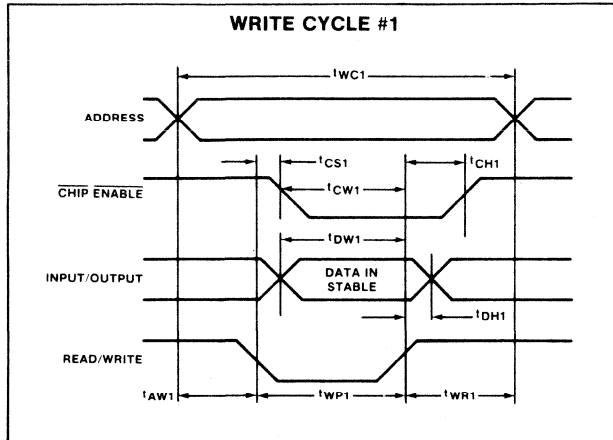 WRITE CYCLE #1
tWC1
ADDRESS
tCS1
tCH1
CHIP ENABLE
tCW1
tDW1
INPUT/OUTPUT
DATA IN
STABLE
tDH1
READ/WRITE
tAW1
tWP1
tWR1